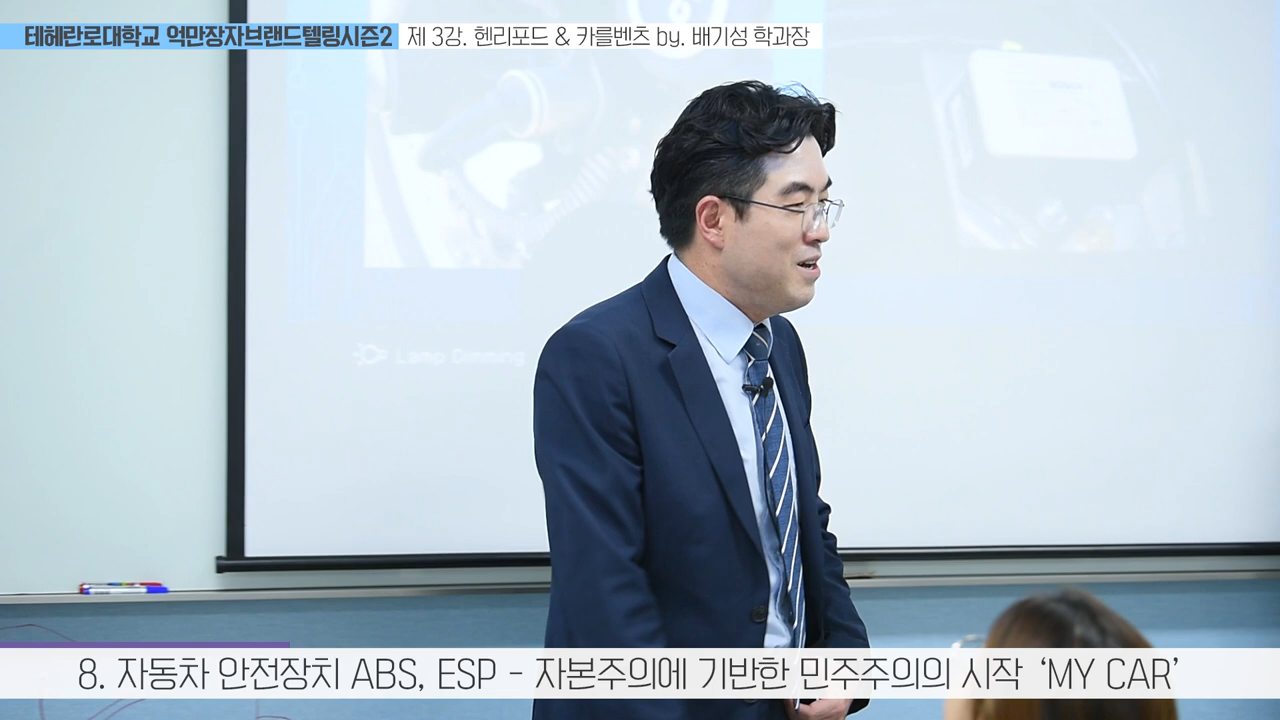 테헤란로대학교 억만장자브랜드텔링시즌2 제 3강. 헨리포드 & 카를벤츠 by. 배기성 학과장
Lamp Dimming
8. 자동차 안전장치 ABS, ESP - 자본주의에 기반한 민주주의의 시작 ‘MY CAR’